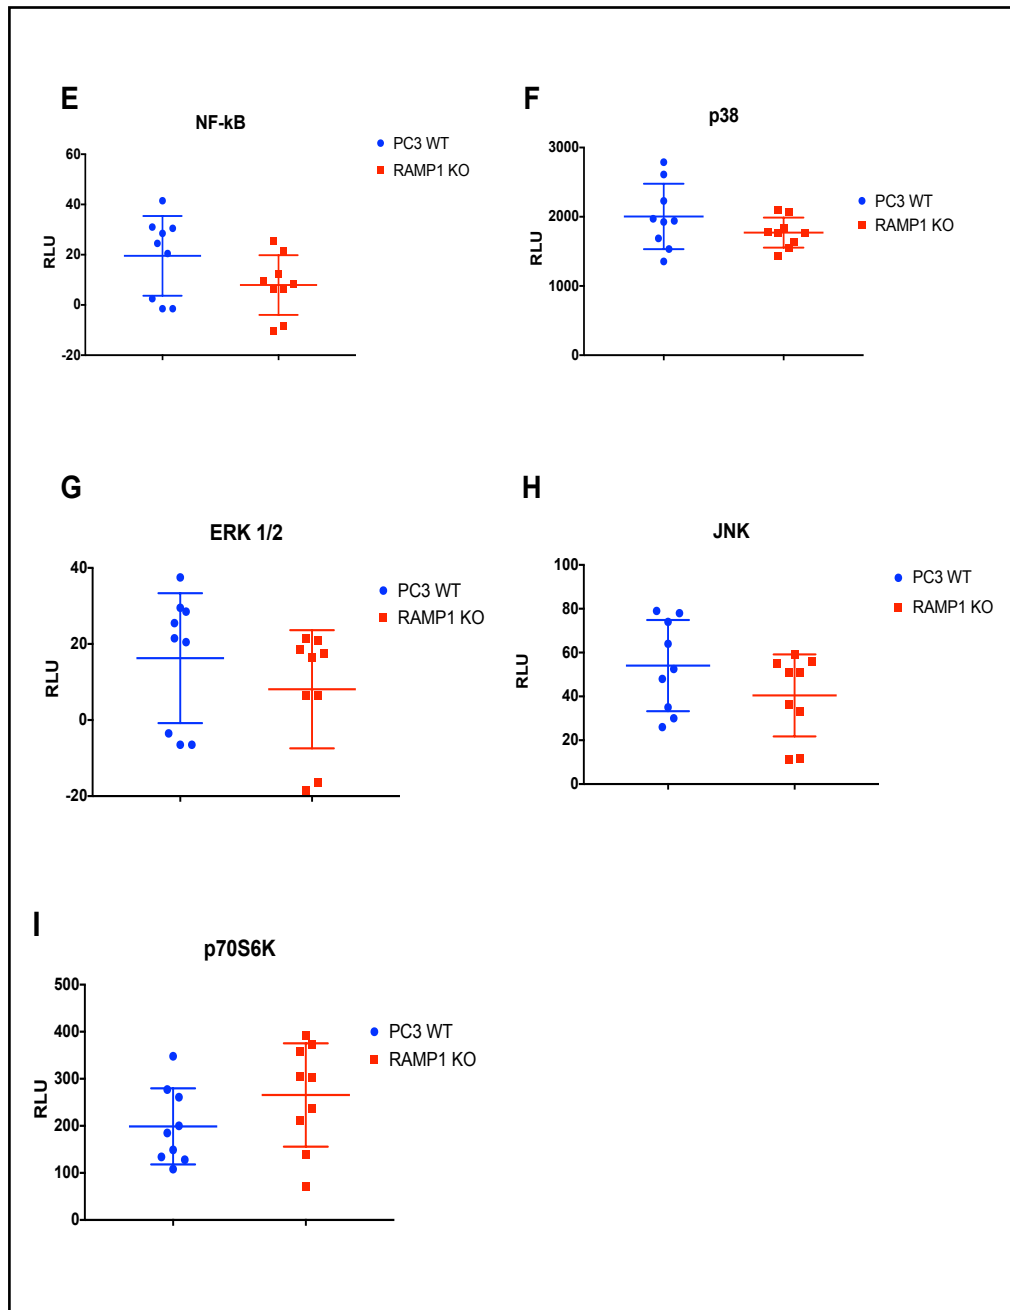 E
NF-kB
PC3 WT
RAMP1 KO
60
40
20
0
-20
RLU
F
p38
PC3 WT
RAMP1 KO
3000
2000
1000
0
RLU
G
ERK 1/2
PC3 WT
RAMP1 KO
40
20
0
-20
RLU
H
JNK
PC3 WT
RAMP1 KO
100
80
60
40
20
0
RLU
I
p70S6K
PC3 WT
RAMP1 KO
500
400
300
200
100
0
RLU